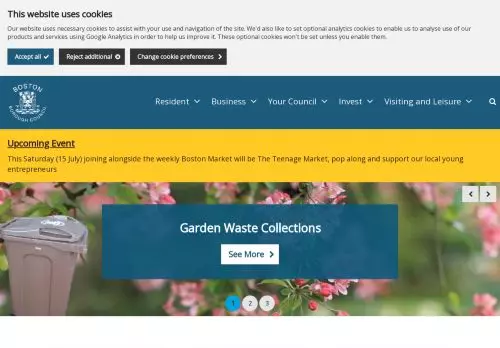 This website uses cookies
Our website uses necessary cookies to assist with your use and navigation of the site. We'd also like to set optional analytics cookies to enable us to analyse use of our
products and services using Google Analytics in order to help us improve it. These optional cookies won't be set unless you enable them.
Accept all Reject additional Change cookie preferences
BOSTON
BOROUGH COUNCIL
Resident Business Your Council Invest Visiting and Leisure
Upcoming Event
This Saturday (15 July) joining alongside the weekly Boston Market will be The Teenage Market, pop along and support our local young
entrepreneurs
Garden Waste Collections
See More
1 2 3